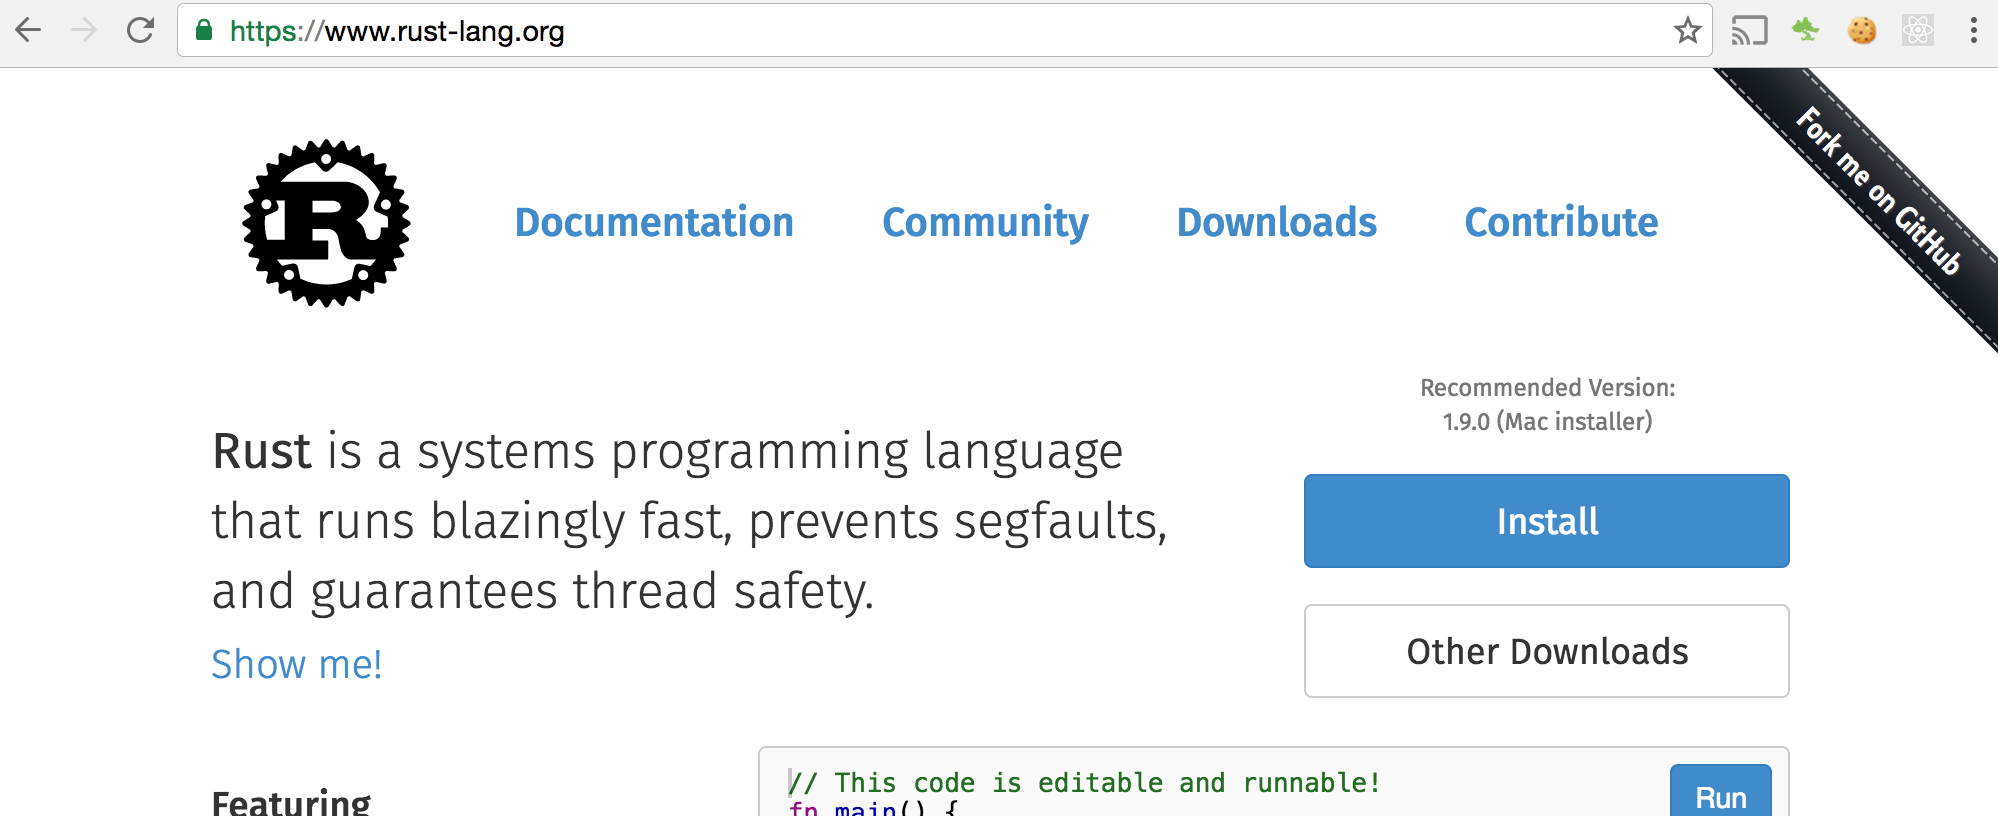 https://www.rust-lang.org
Fork me on GitHub
R
Documentation Community Downloads Contribute
Recommended Version:
1.9.0 (Mac installer)
Rust is a systems programming language
that runs blazingly fast, prevents segfaults,
and guarantees thread safety.
Show me!
Install
Other Downloads
Featuring
// This code is editable and runnable!
fn main() {
Run